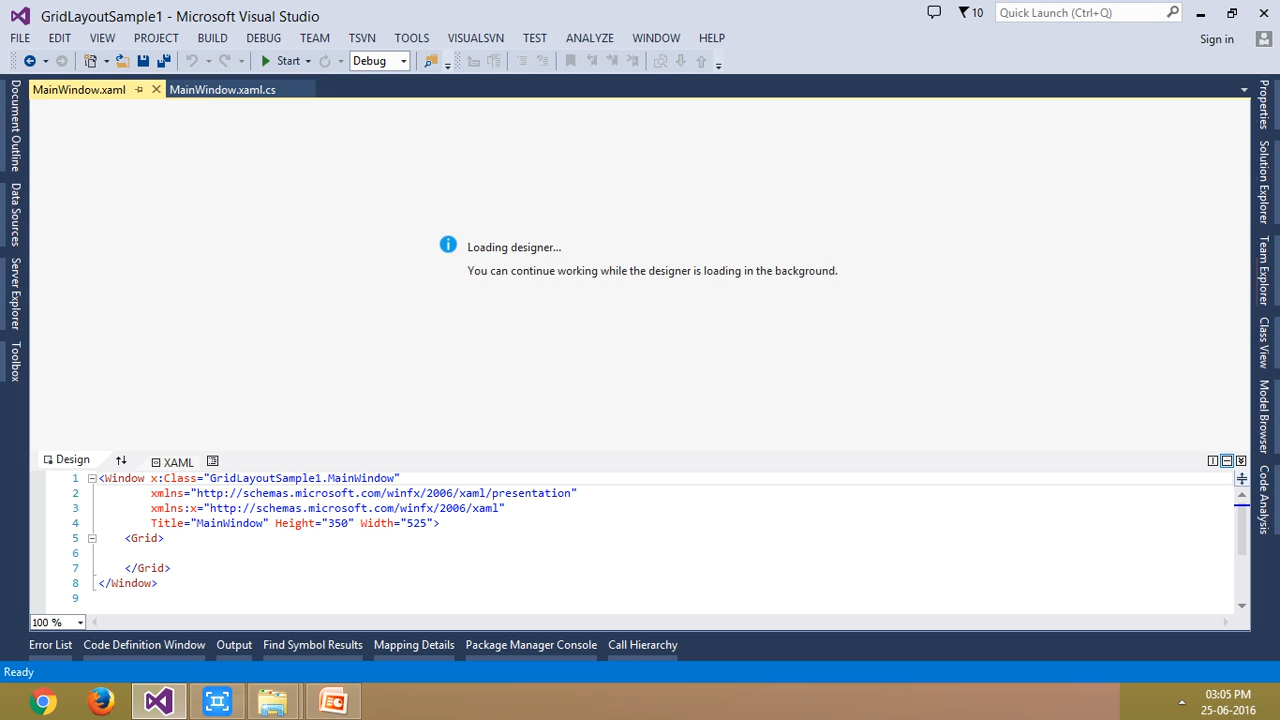 GridLayoutSample1 - Microsoft Visual Studio
10
Quick Launch (Ctrl+Q)
FILE EDIT VIEW PROJECT BUILD DEBUG TEAM TSVN TOOLS VISUALSVN TEST ANALYZE WINDOW HELP
Sign in
Start Debug
MainWindow.xaml MainWindow.xaml.cs
Document Outline
Data Sources
Server Explorer
Toolbox
Properties
Solution Explorer
Team Explorer
Class View
Model Browser
Code Analysis
Loading designer...
You can continue working while the designer is loading in the background.
Design XAML
1 <Window x:Class="GridLayoutSample1.MainWindow"
2 xmlns="http://schemas.microsoft.com/winfx/2006/xaml/presentation"
3 xmlns:x="http://schemas.microsoft.com/winfx/2006/xaml"
4 Title="MainWindow" Height="350" Width="525">
5 <Grid>
6
7 </Grid>
8 </Window>
9
100 %
Error List Code Definition Window Output Find Symbol Results Mapping Details Package Manager Console Call Hierarchy
Ready
03:05 PM
25-06-2016